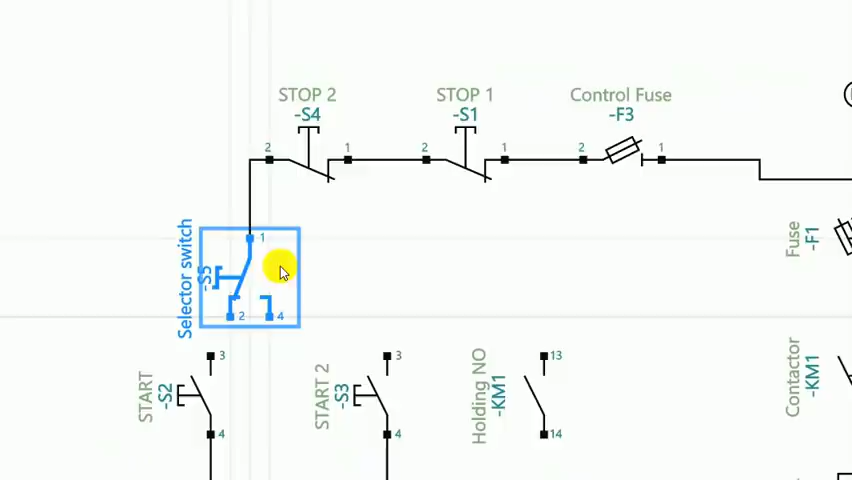 STOP 2
-S4
STOP 1
-S1
Control Fuse
-F3
2
1
2
1
2
1
Selector switch
-S5
1
2
4
Fuse
-F1
START
-S2
3
4
START 2
-S3
3
4
Holding NO
-KM1
13
14
Contactor
-KM1